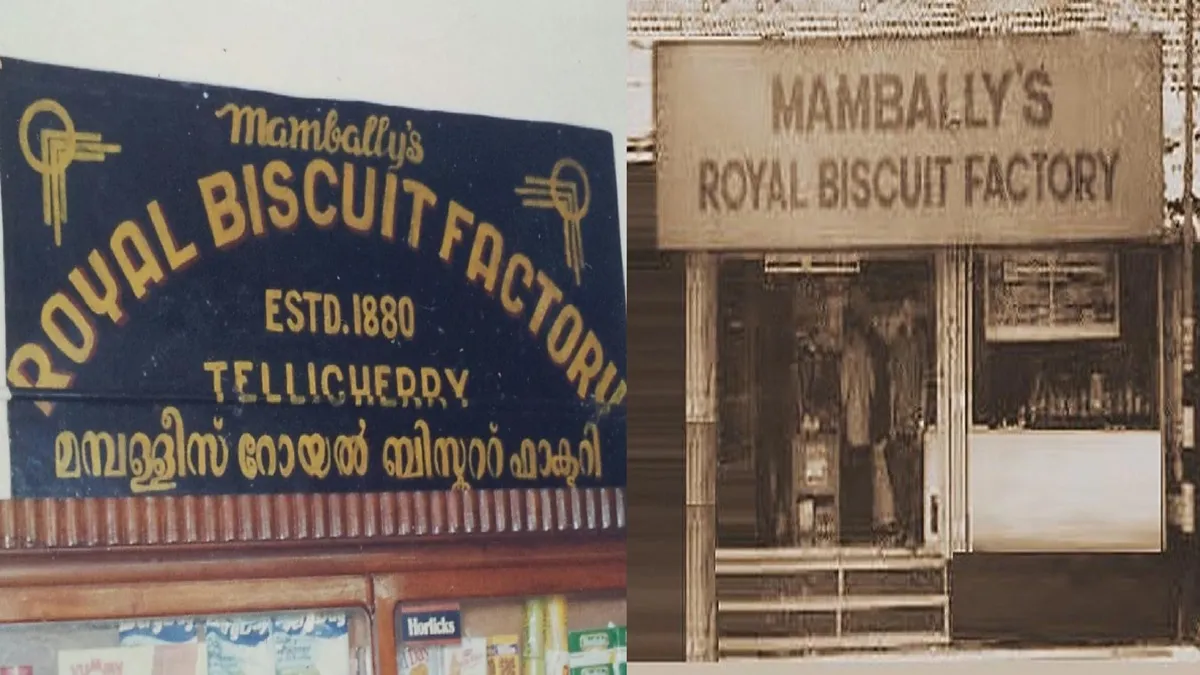 Mambally's
ROYAL BISCUIT FACTORY
ESTD.1880
TELLICHERRY
മമ്പള്ളീസ് റോയൽ ബിസ്കറ്റ് ഫാക്ടറി
Horlicks
MAMBALLY'S
ROYAL BISCUIT FACTORY